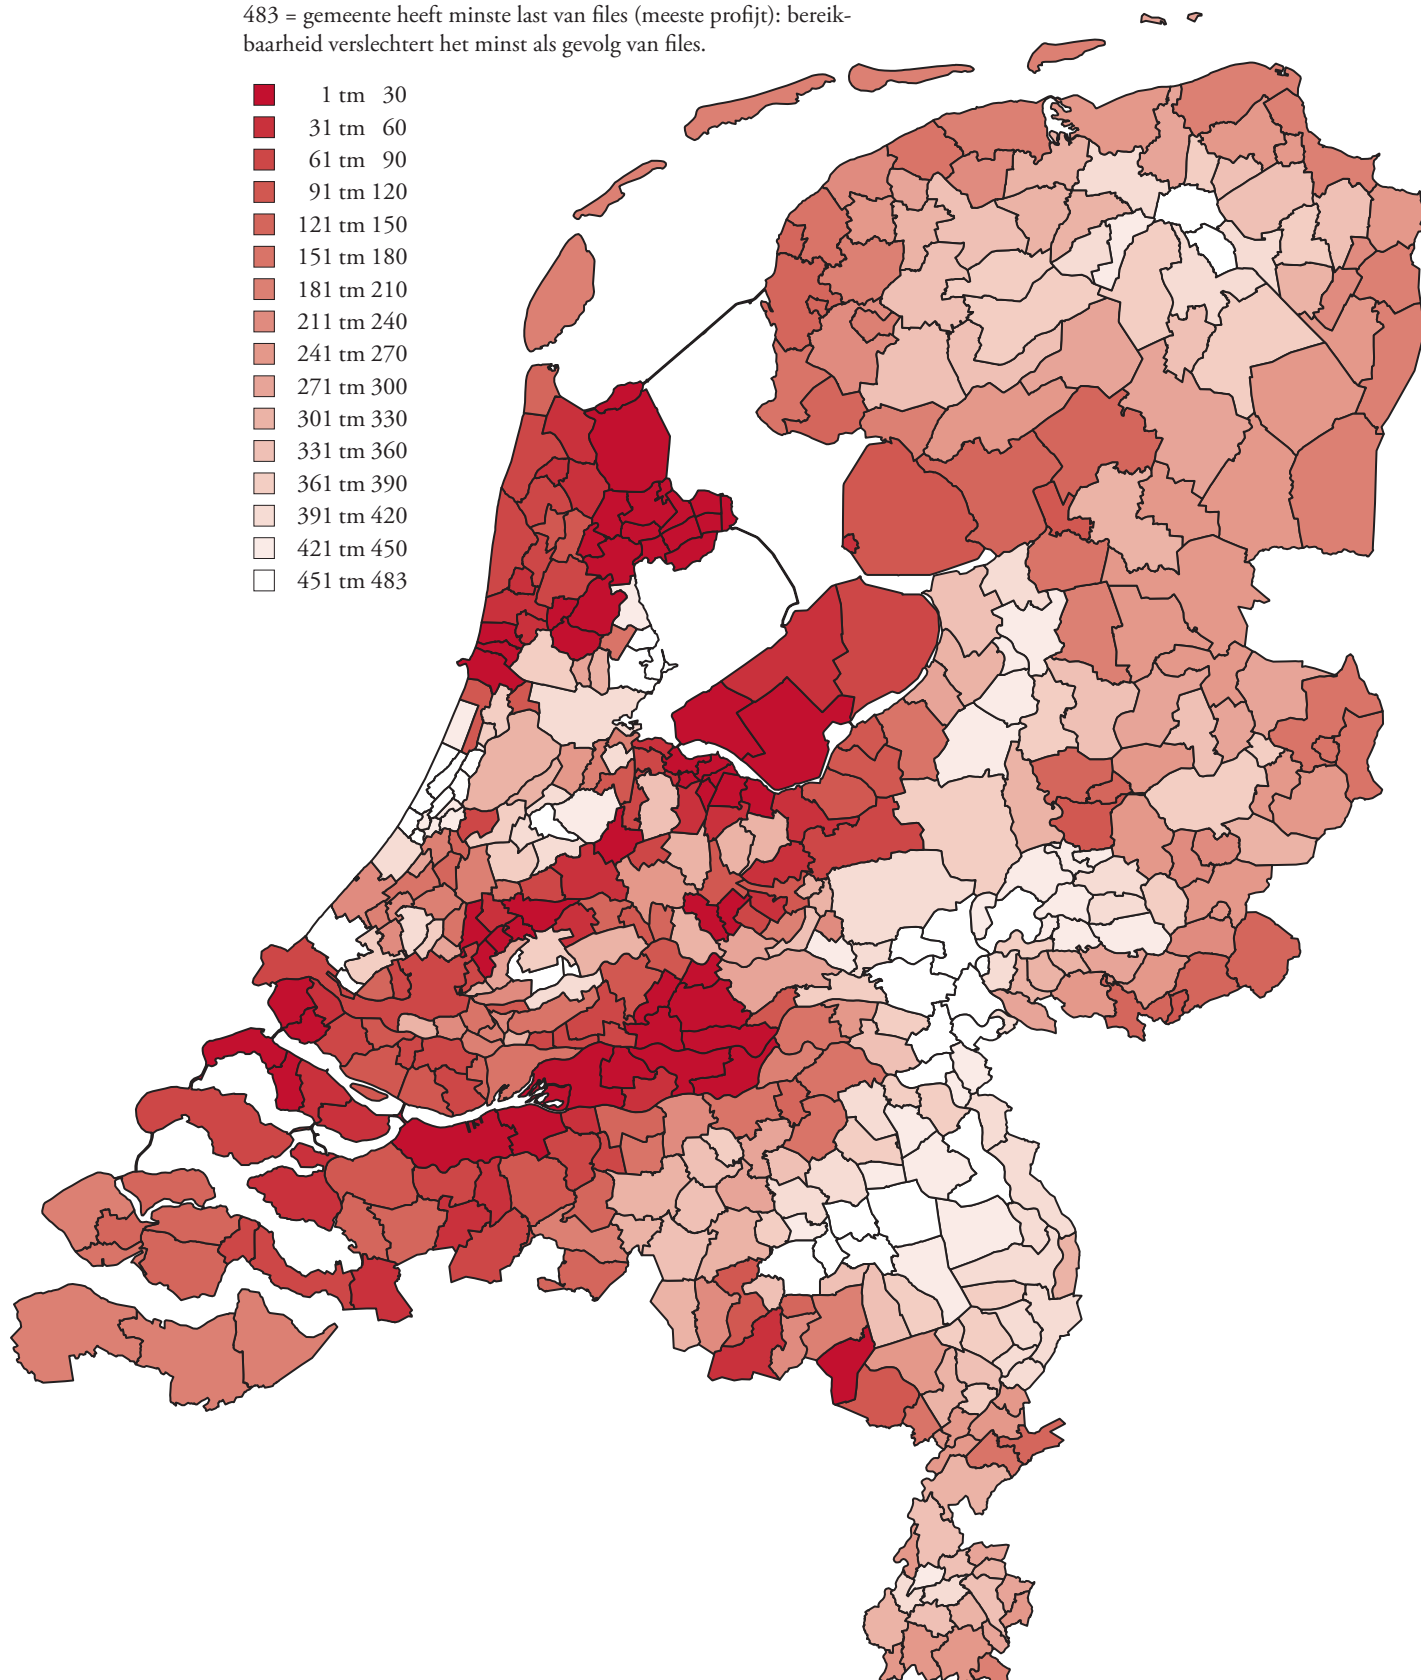 483 = gemeente heeft minste last van files (meeste profijt): bereik-
baarheid verslechtert het minst als gevolg van files.
1 tm 30
31 tm 60
61 tm 90
91 tm 120
121 tm 150
151 tm 180
181 tm 210
211 tm 240
241 tm 270
271 tm 300
301 tm 330
331 tm 360
361 tm 390
391 tm 420
421 tm 450
451 tm 483